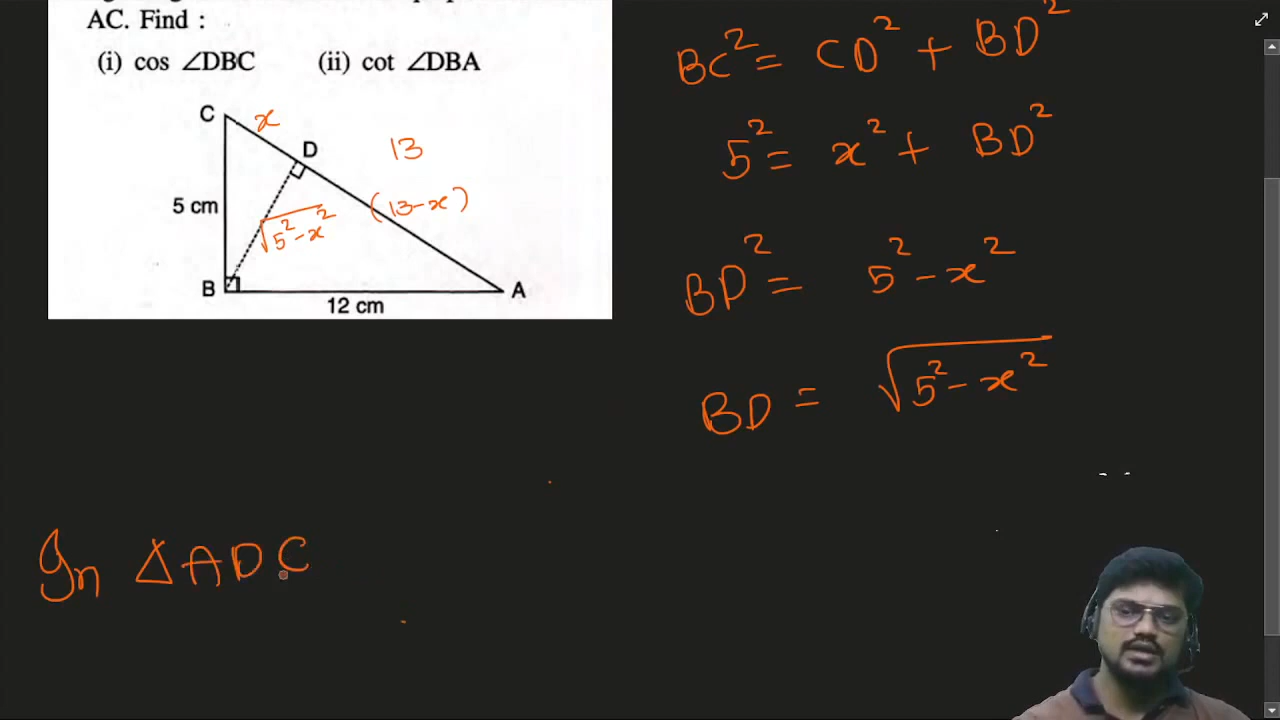 AC. Find :
(i) cos ∠DBC (ii) cot ∠DBA
C
x
D
13
5 cm
√5²-x²
(13-x)
B
12 cm
A
BC² = CD² + BD²
5² = x² + BD²
BD² = 5² - x²
BD = √5² - x²
In ΔADC